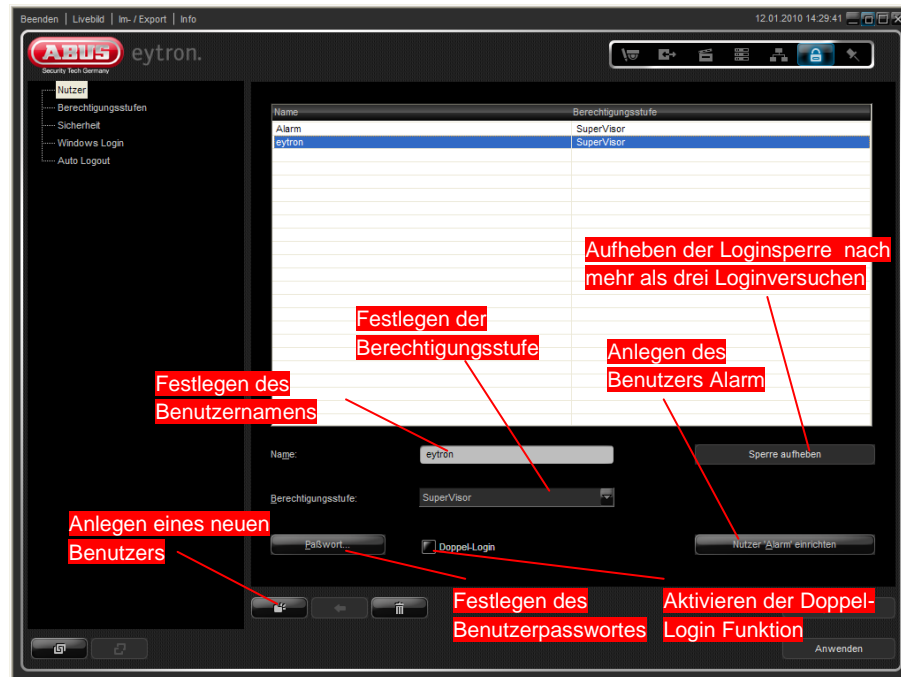 Beenden | Livebild | Im- / Export | Info
12.01.2010 14:29:41
ABUS eytron.
Security Tech Germany
Nutzer
Berechtigungsstufen
Sicherheit
Windows Login
Auto Logout
Name Berechtigungsstufe
Alarm SuperVisor
eytron SuperVisor
Aufheben der Loginsperre nach
mehr als drei Loginversuchen
Festlegen der
Berechtigungsstufe
Anlegen des
Benutzers Alarm
Festlegen des
Benutzernamens
Name: eytron Sperre aufheben
Berechtigungsstufe: SuperVisor
Anlegen eines neuen
Benutzers
Paßwort... Doppel-Login Nutzer 'Alarm' einrichten
Festlegen des
Benutzerpasswortes
Aktivieren der Doppel-
Login Funktion
Anwenden